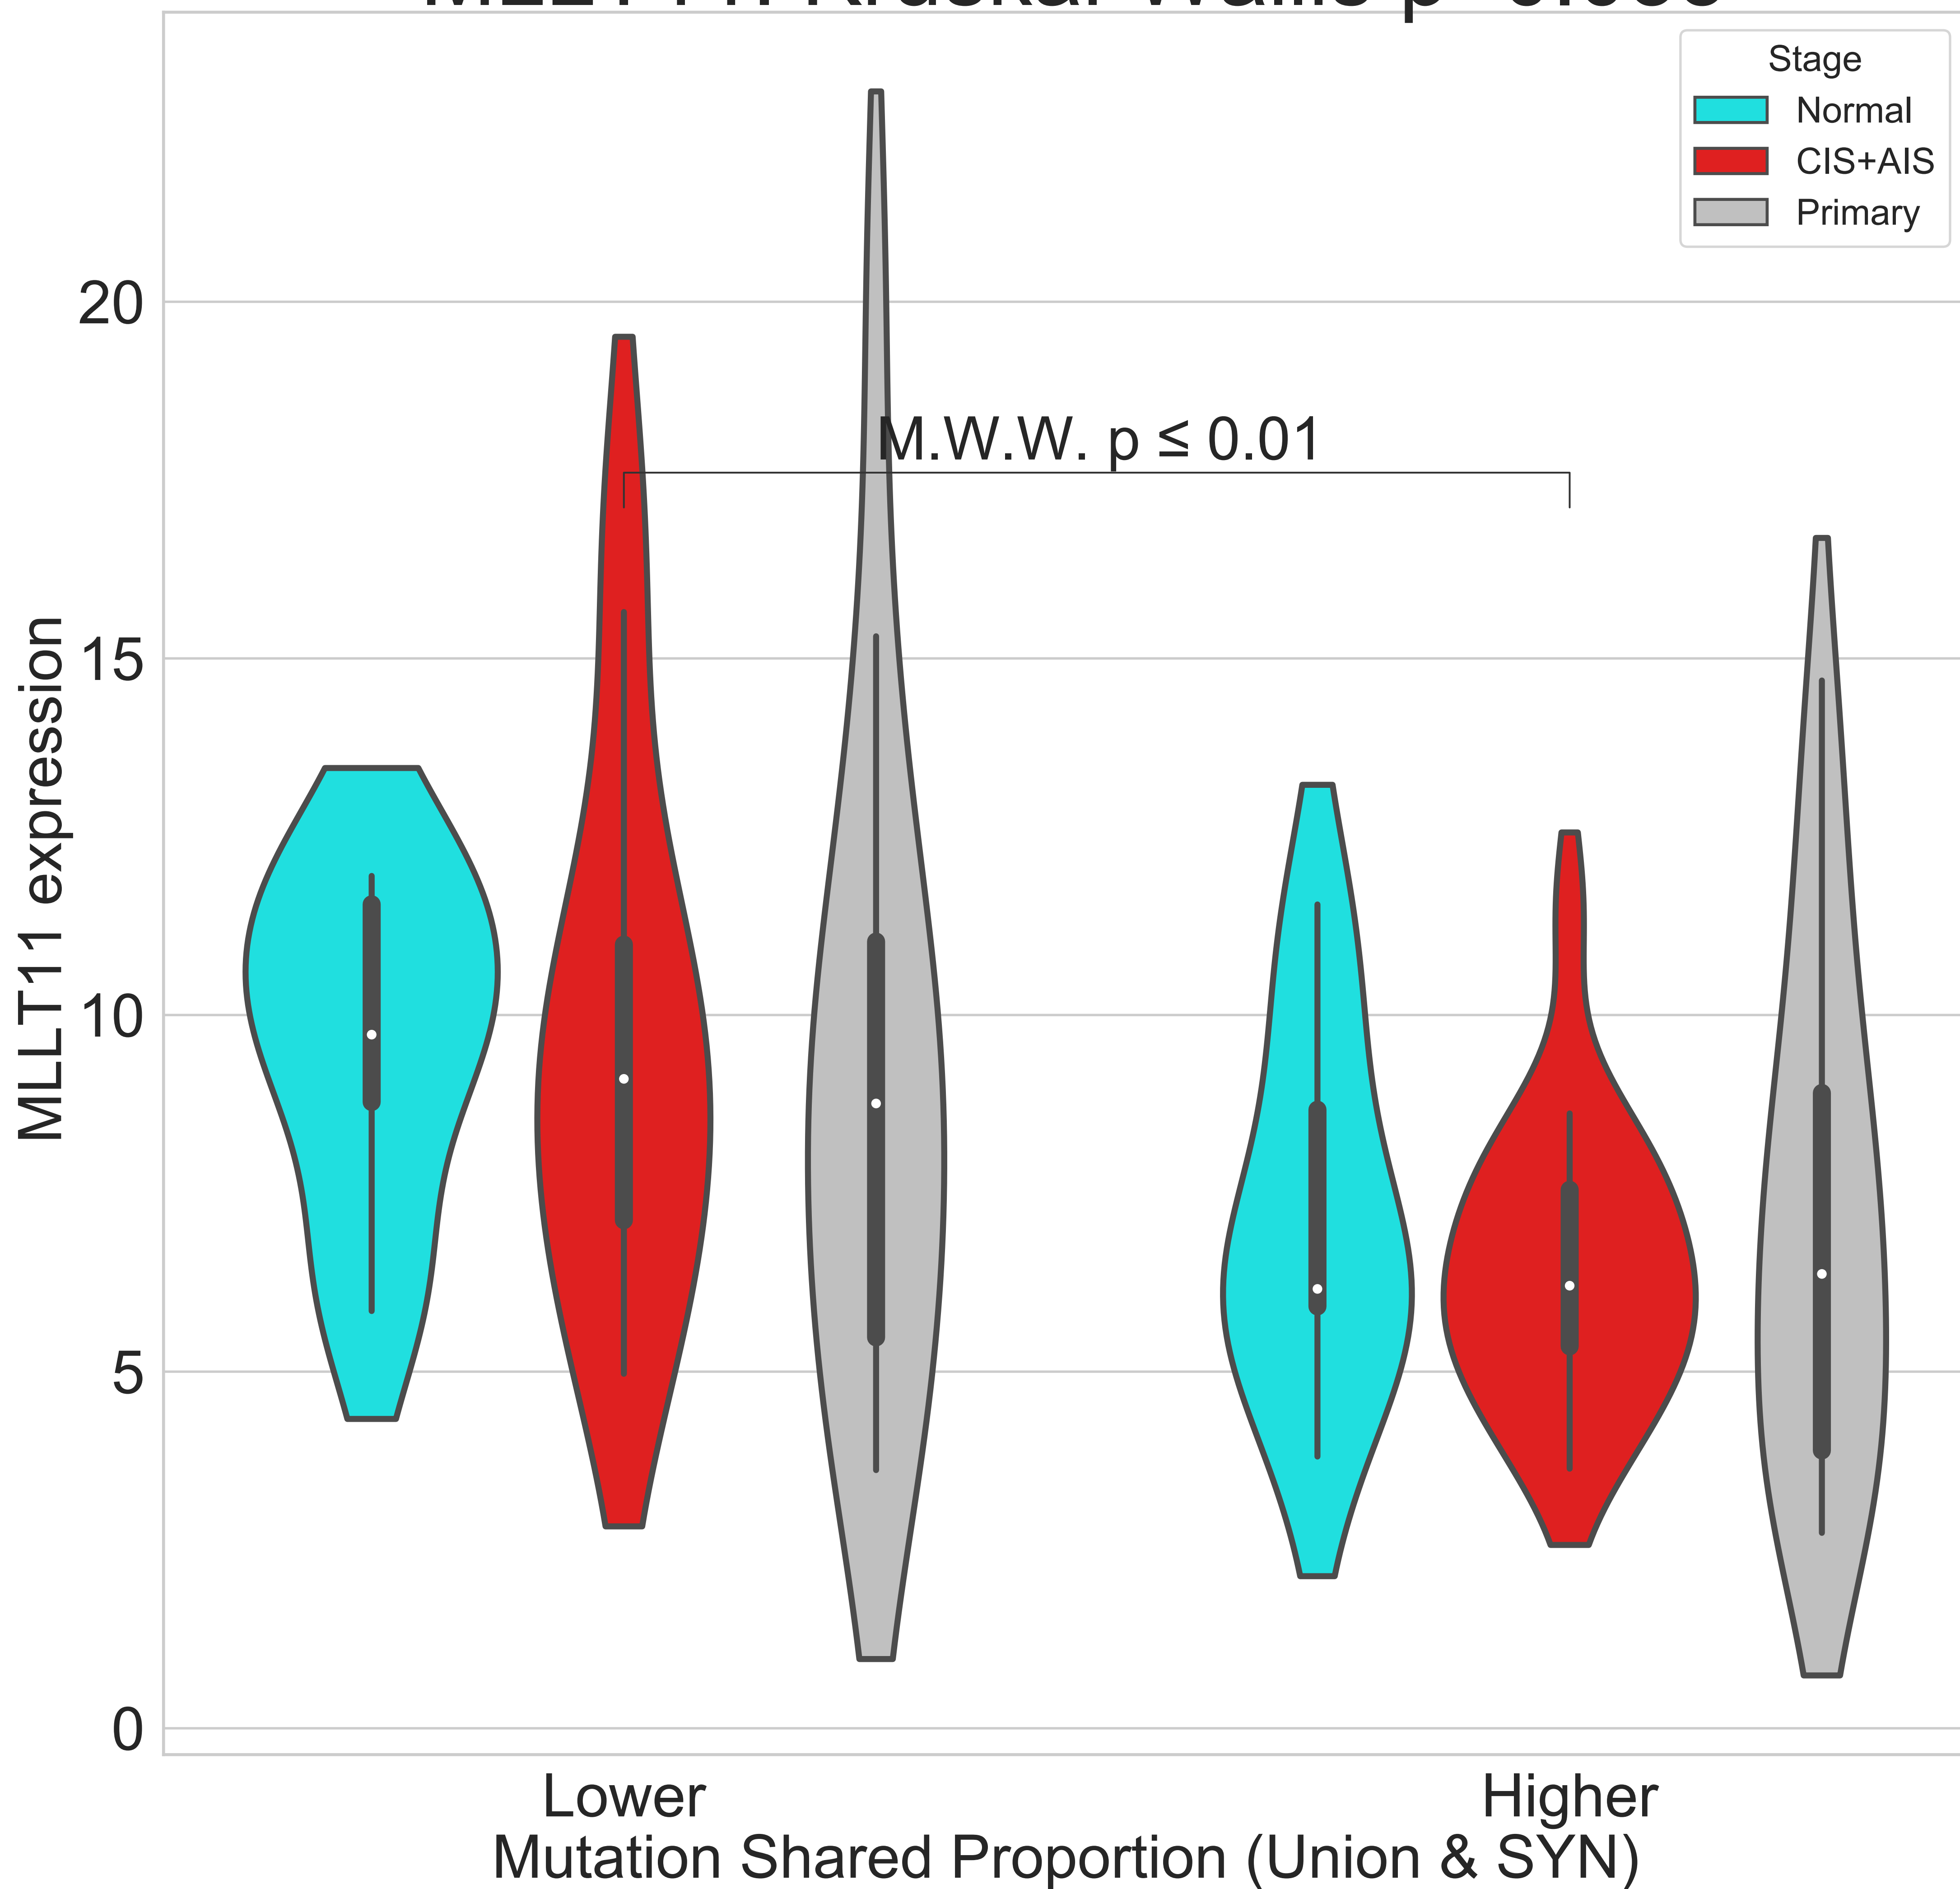 Stage
Normal
CIS+AIS
Primary
20
M.W.W. p ≤ 0.01
15
MLLT11 expression
10
5
0
Lower
Higher
Mutation Shared Proportion (Union & SYN)